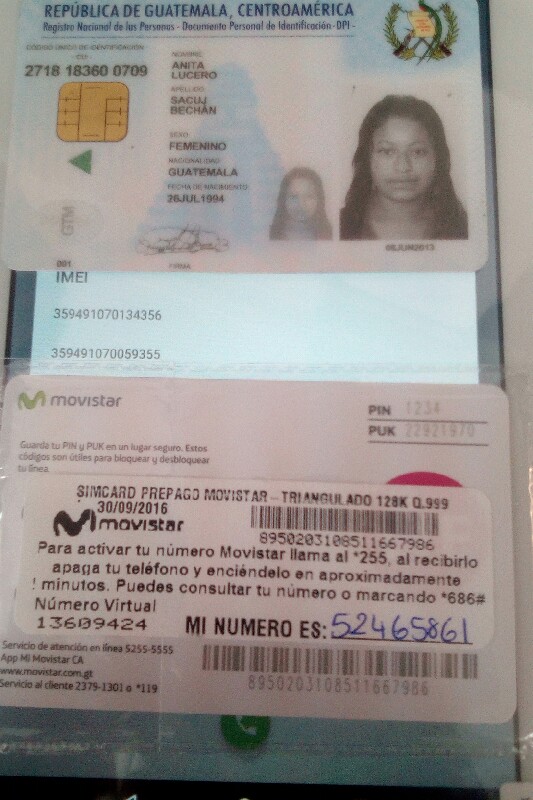 REPÚBLICA DE GUATEMALA, CENTROAMÉRICA
Registro Nacional de las Personas - Documento Personal de Identificación - DPI -
CÓDIGO ÚNICO DE IDENTIFICACIÓN
- CUI -
2718 18360 0709
NOMBRE
ANITA
LUCERO
APELLIDO
SACUJ
BECHÁN
SEXO
FEMENINO
NACIONALIDAD
GUATEMALA
FECHA DE NACIMIENTO
26JUL1994
GTM
06JUN2013
001
FIRMA
IMEI
359491070134356
359491070059355
movistar
PIN 1234
PUK 22921970
Guarda tu PIN y PUK en un lugar seguro. Estos
códigos son útiles para bloquear y desbloquear
tu línea.
SIMCARD PREPAGO MOVISTAR - TRIANGULADO 128K Q.999
30/09/2016
movistar
8950203108511667986
Para activar tu número Movistar llama al *255, al recibirlo
apaga tu teléfono y enciéndelo en aproximadamente
! minutos. Puedes consultar tu número o marcando *686#
Número Virtual
13609424
MI NUMERO ES: 52465861
Servicio de atención en línea 5255-5555
App Mi Movistar CA
www.movistar.com.gt
Servicio al cliente 2379-1301 o *119
8950203108511667986